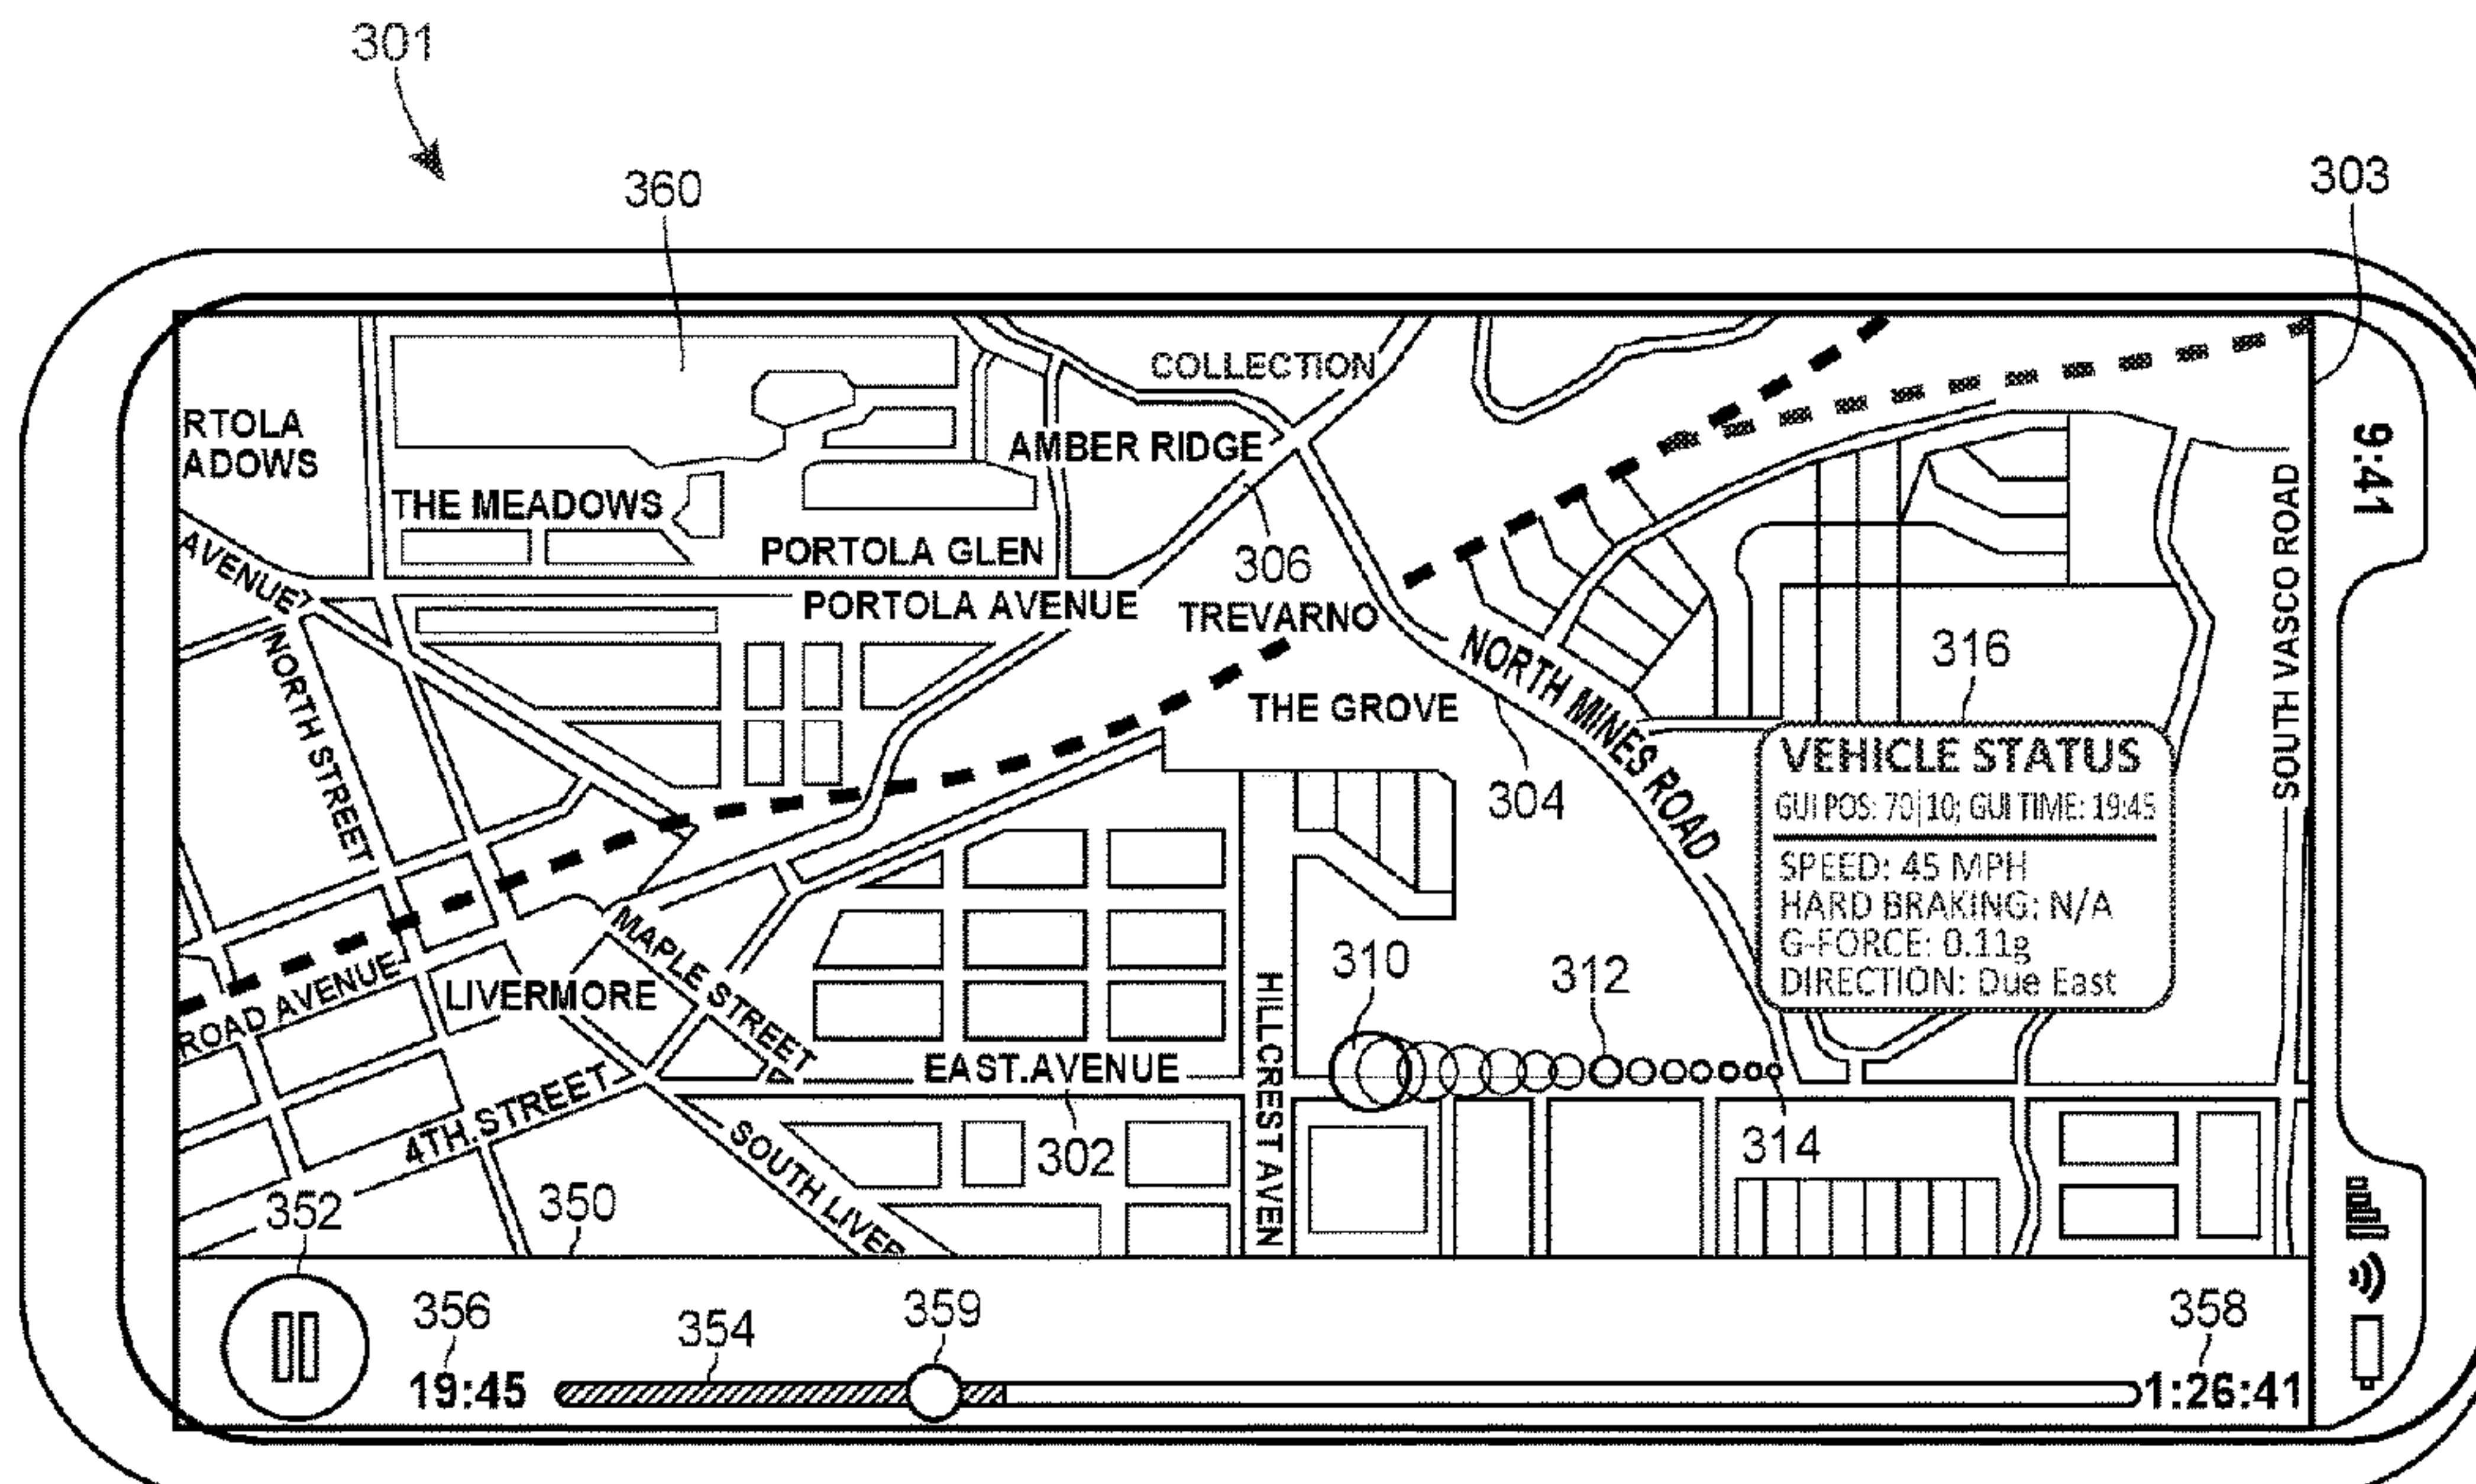 301
360
303
COLLECTION
RTOLA
ADOWS
AMBER RIDGE
9:41
THE MEADOWS
PORTOLA GLEN
306
AVENUE
PORTOLA AVENUE
TREVARNO
NORTH STREET
NORTH MINES ROAD
316
SOUTH VASCO ROAD
THE GROVE
304
VEHICLE STATUS
GUI POS: 70|10; GUI TIME: 19:45
SPEED: 45 MPH
HARD BRAKING: N/A
G-FORCE: 0.11g
DIRECTION: Due East
ROAD AVENUE
LIVERMORE
MAPLE STREET
310
312
HILLCREST AVEN
EAST.AVENUE
4TH.STREET
302
314
SOUTH LIVER
352
350
356
354
359
358
19:45
1:26:41